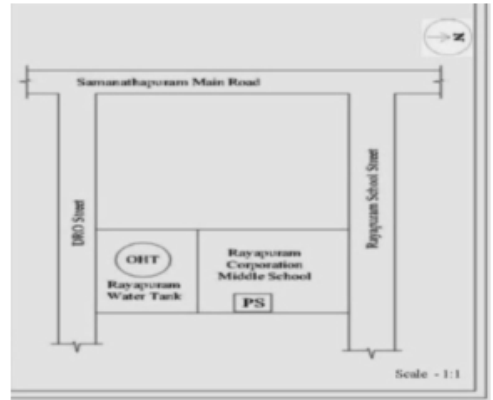 N
Samanathapuram Main Road
DRO Street
Rayapuram School Street
OHT
Rayapuram
Water Tank
Rayapuram
Corporation
Middle School
PS
Scale - 1:1